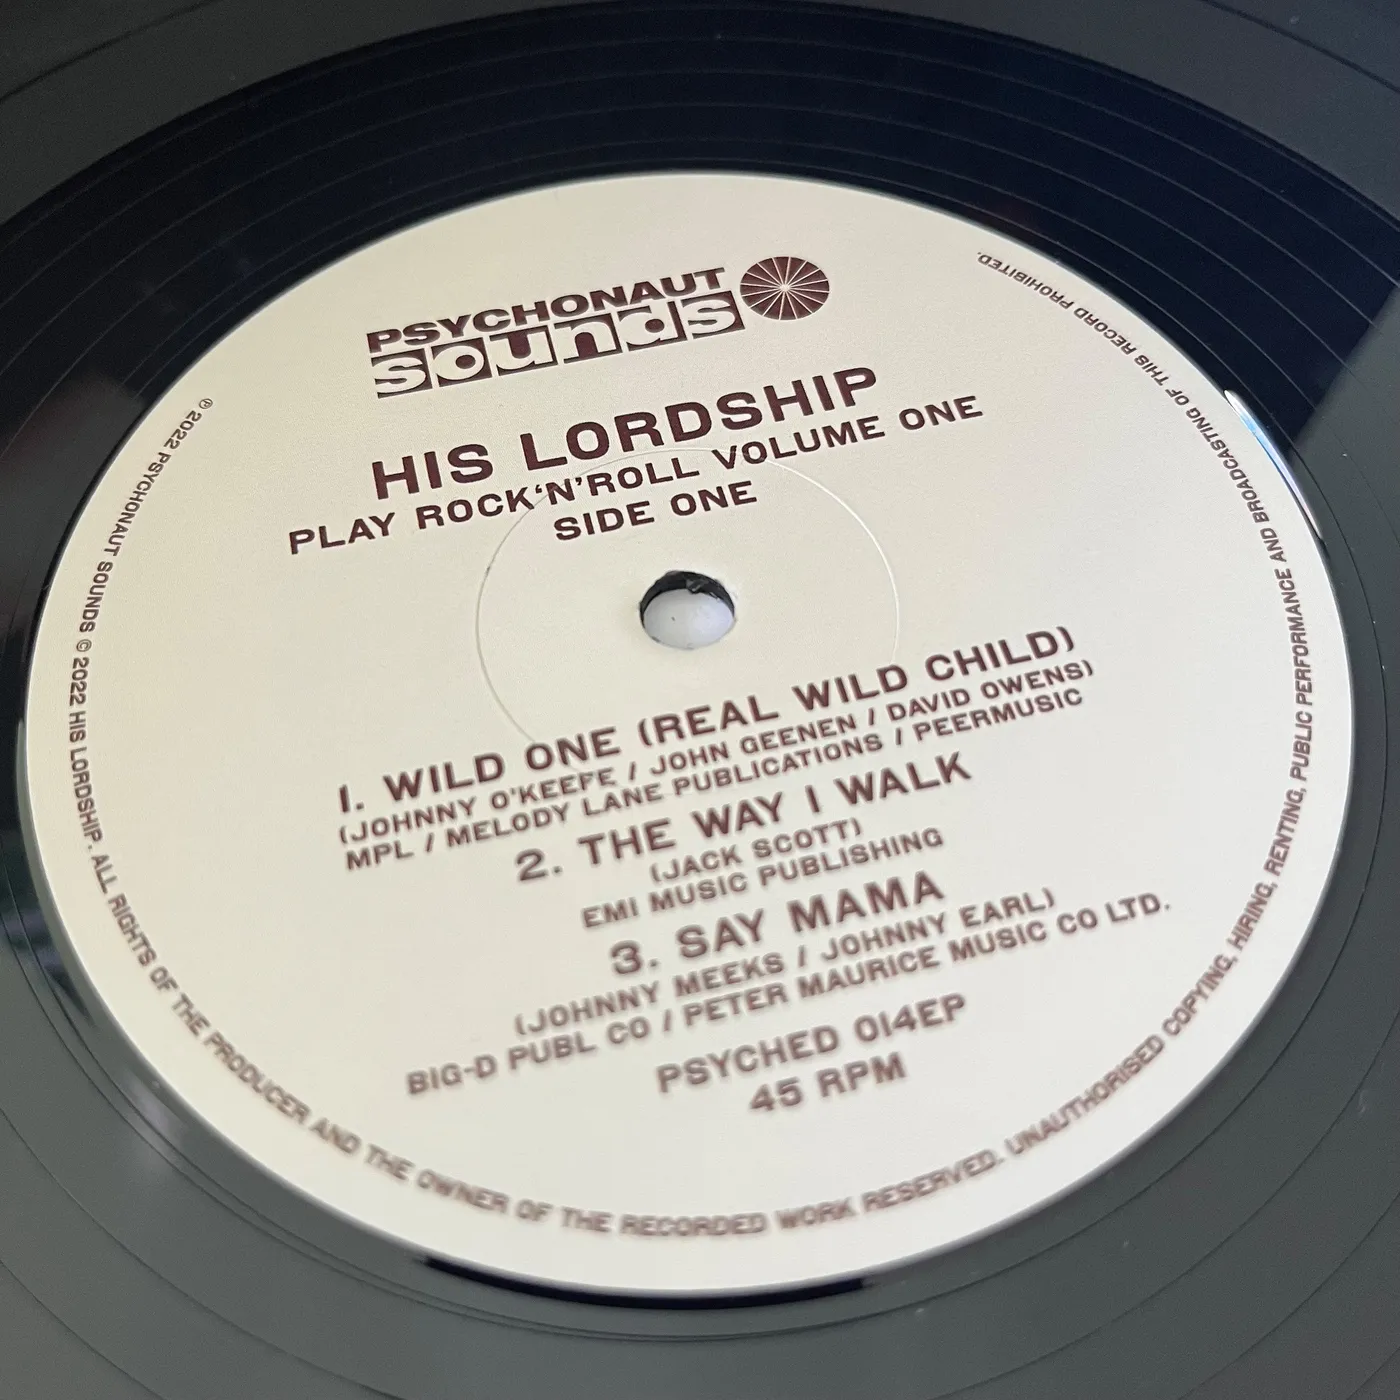 PSYCHONAUT
sounds
HIS LORDSHIP
PLAY ROCK‘N’ROLL VOLUME ONE
SIDE ONE
1. WILD ONE (REAL WILD CHILD)
(JOHNNY O'KEEFE / JOHN GEENEN / DAVID OWENS)
MPL / MELODY LANE PUBLICATIONS / PEERMUSIC
2. THE WAY I WALK
(JACK SCOTT)
EMI MUSIC PUBLISHING
3. SAY MAMA
(JOHNNY MEEKS / JOHNNY EARL)
BIG-D PUBL CO / PETER MAURICE MUSIC CO LTD.
PSYCHED 014EP
45 RPM
℗ 2022 PSYCHONAUT SOUNDS © 2022 HIS LORDSHIP. ALL RIGHTS OF THE PRODUCER AND THE OWNER OF THE RECORDED WORK RESERVED. UNAUTHORISED COPYING, HIRING, RENTING, PUBLIC PERFORMANCE AND BROADCASTING OF THIS RECORD PROHIBITED.